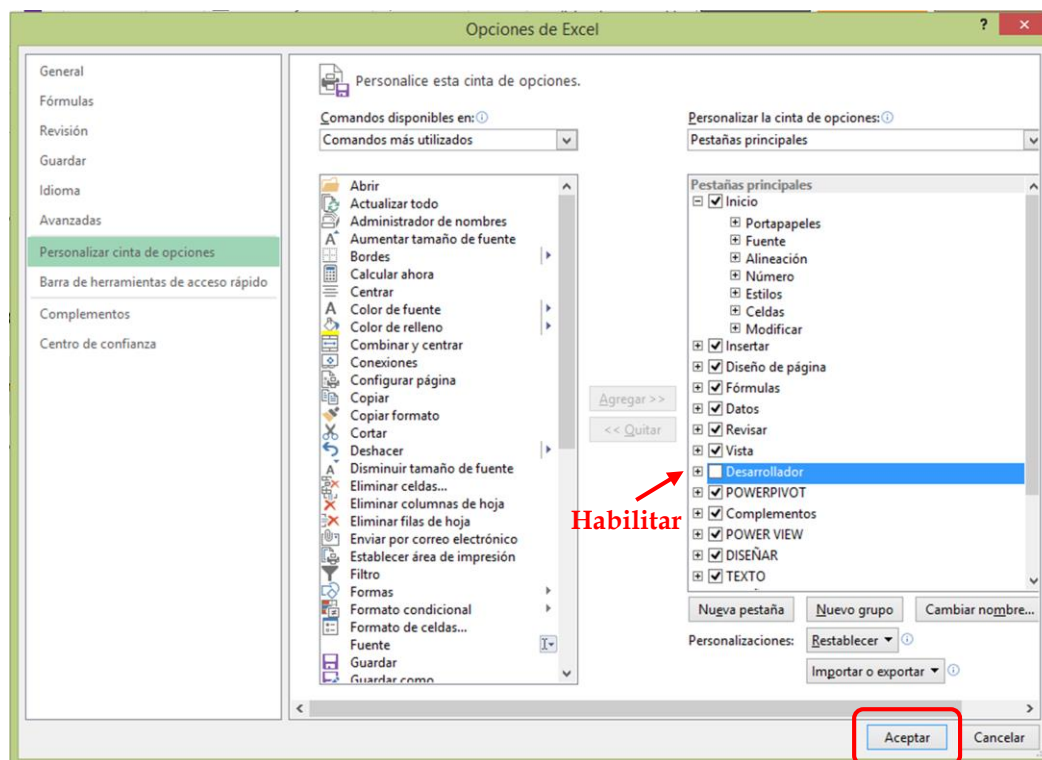 Opciones de Excel
?
General
Fórmulas
Revisión
Guardar
Idioma
Avanzadas
Personalizar cinta de opciones
Barra de herramientas de acceso rápido
Complementos
Centro de confianza
Personalice esta cinta de opciones.
Comandos disponibles en:
Comandos más utilizados
Abrir
Actualizar todo
Administrador de nombres
Aumentar tamaño de fuente
Bordes
Calcular ahora
Centrar
Color de fuente
Color de relleno
Combinar y centrar
Conexiones
Configurar página
Copiar
Copiar formato
Cortar
Deshacer
Disminuir tamaño de fuente
Eliminar celdas...
Eliminar columnas de hoja
Eliminar filas de hoja
Enviar por correo electrónico
Establecer área de impresión
Filtro
Formas
Formato condicional
Formato de celdas...
Fuente
Guardar
Guardar como
Agregar >>
<< Quitar
Habilitar
Personalizar la cinta de opciones:
Pestañas principales
Pestañas principales
Inicio
Portapapeles
Fuente
Alineación
Número
Estilos
Celdas
Modificar
Insertar
Diseño de página
Fórmulas
Datos
Revisar
Vista
Desarrollador
POWERPIVOT
Complementos
POWER VIEW
DISEÑAR
TEXTO
Nueva pestaña
Nuevo grupo
Cambiar nombre...
Personalizaciones:
Restablecer
Importar o exportar
Aceptar
Cancelar